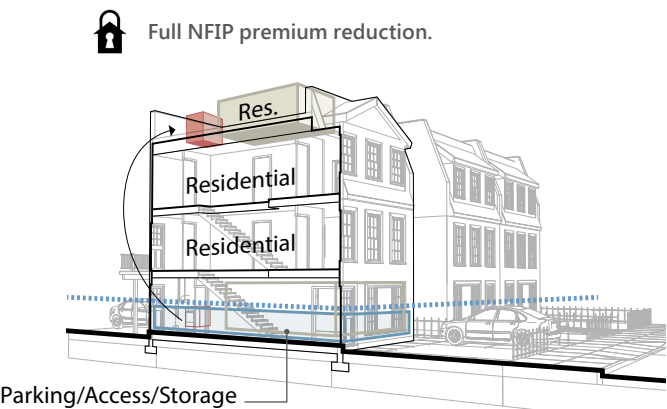 Full NFIP premium reduction.
Res.
Residential
Residential
Parking/Access/Storage